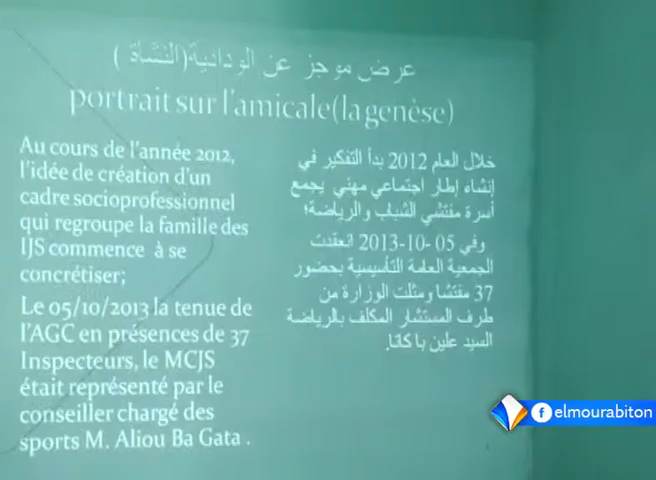 عرض موجز عن الودادية(النشأة )
portrait sur l'amicale(la genèse)
Au cours de l'année 2012,
l'idée de création d'un
cadre socioprofessionnel
qui regroupe la famille des
IJS commence à se
concrétiser;
Le 05/10/2013 la tenue de
l'AGC en présences de 37
Inspecteurs, le MCJS
était représenté par le
conseiller chargé des
sports M. Aliou Ba Gata .
خلال العام 2012 بدأ التفكير في
إنشاء إطار اجتماعي مهني يجمع
أسرة مفتشي الشباب والرياضة؛
وفي 05 -10-2013 انعقدت
الجمعية العامة التأسيسية بحضور
37 مفتشا ومثلت الوزارة من
طرف المستشار المكلف بالرياضة
السيد علين با كاتا.
elmourabiton